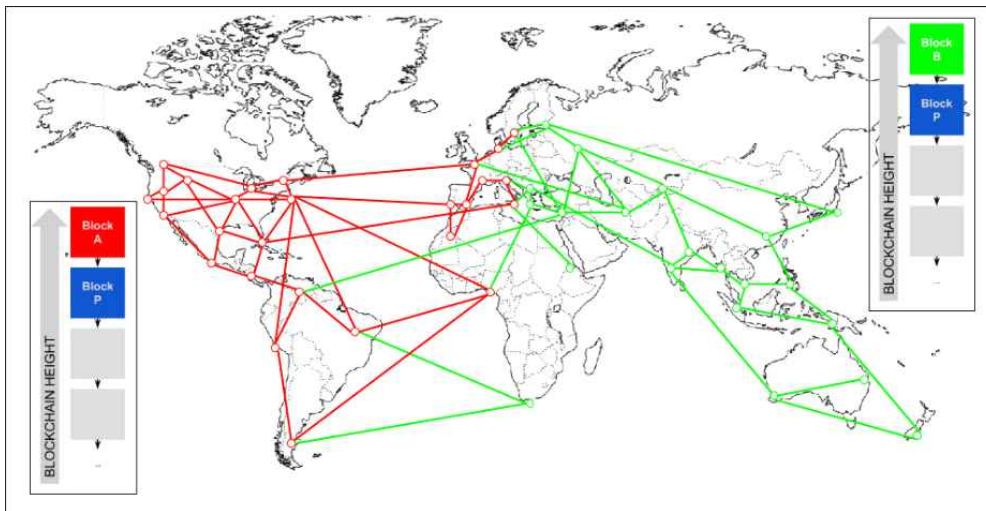 BLOCKCHAIN HEIGHT
Block
A
Block
P
...
BLOCKCHAIN HEIGHT
Block
B
Block
P
...